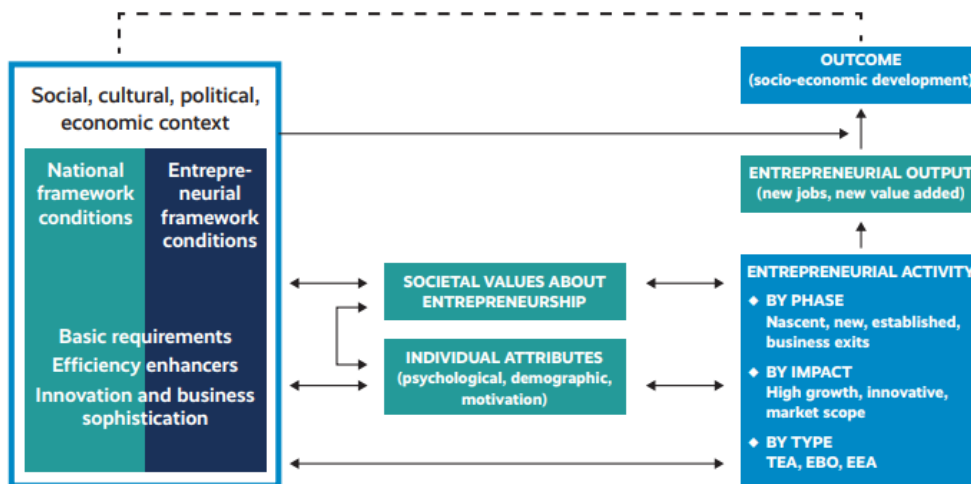 Social, cultural, political,
economic context
National
framework
conditions
Entrepre-
neurial
framework
conditions
Basic requirements
Efficiency enhancers
Innovation and business
sophistication
SOCIETAL VALUES ABOUT
ENTREPRENEURSHIP
INDIVIDUAL ATTRIBUTES
(psychological, demographic,
motivation)
OUTCOME
(socio-economic development)
ENTREPRENEURIAL OUTPUT
(new jobs, new value added)
ENTREPRENEURIAL ACTIVITY
◆ BY PHASE
Nascent, new, established,
business exits
◆ BY IMPACT
High growth, innovative,
market scope
◆ BY TYPE
TEA, EBO, EEA